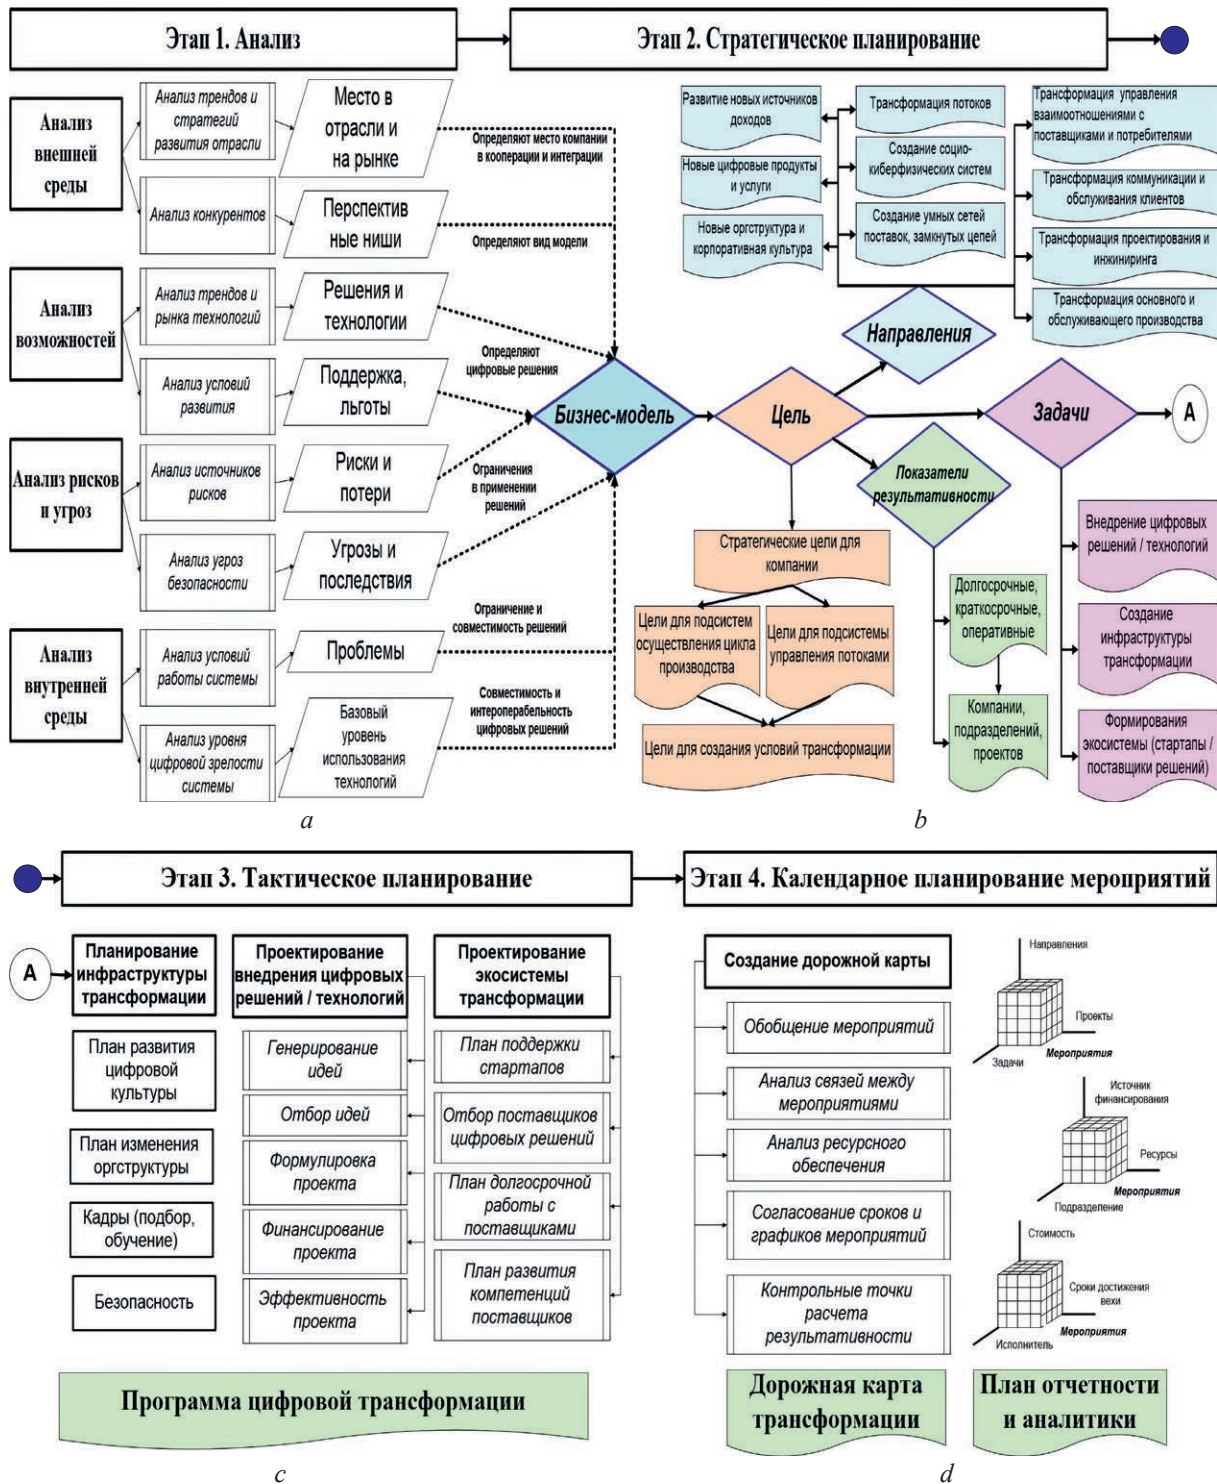 Этап 1. Анализ
Этап 2. Стратегическое планирование
Анализ
внешней
среды
Анализ трендов и
стратегий
развития отрасли
Место в
отрасли и
на рынке
Определяют место компании
в кооперации и интеграции
Анализ конкурентов
Перспектив
ные ниши
Определяют вид модели
Анализ
возможностей
Анализ трендов и
рынка технологий
Решения и
технологии
Определяют
цифровые решения
Анализ условий
развития
Поддержка,
льготы
Анализ рисков
и угроз
Анализ источников
рисков
Риски и
потери
Ограничения
в применении
решений
Анализ угроз
безопасности
Угрозы и
последствия
Ограничение и
совместимость решений
Анализ
внутренней
среды
Анализ условий
работы системы
Проблемы
Анализ уровня
цифровой зрелости
системы
Базовый
уровень
использования
технологий
Совместимость и
интероперабельность
цифровых решений
Бизнес-модель
a
Развитие новых источников
доходов
Новые цифровые продукты
и услуги
Новые оргструктура и
корпоративная культура
Трансформация потоков
Создание социо-
киберфизических систем
Создание умных сетей
поставок, замкнутых цепей
Трансформация управления
взаимоотношениями с
поставщиками и потребителями
Трансформация коммуникации и
обслуживания клиентов
Трансформация проектирования и
инжиниринга
Трансформация основного и
обслуживающего производства
Направления
Цель
Задачи
A
Показатели
результативности
Стратегические цели для
компании
Цели для подсистем
осуществления цикла
производства
Цели для подсистемы
управления потоками
Цели для создания условий трансформации
Долгосрочные,
краткосрочные,
оперативные
Компании,
подразделений,
проектов
Внедрение цифровых
решений / технологий
Создание
инфраструктуры
трансформации
Формирования
экосистемы (стартапы /
поставщики решений)
b
Этап 3. Тактическое планирование
Этап 4. Календарное планирование мероприятий
A
Планирование
инфраструктуры
трансформации
План развития
цифровой
культуры
План изменения
оргструктуры
Кадры (подбор,
обучение)
Безопасность
Проектирование
внедрения цифровых
решений / технологий
Генерирование
идей
Отбор идей
Формулировка
проекта
Финансирование
проекта
Эффективность
проекта
Проектирование
экосистемы
трансформации
План поддержки
стартапов
Отбор поставщиков
цифровых решений
План долгосрочной
работы с
поставщиками
План развития
компетенций
поставщиков
Программа цифровой трансформации
c
Создание дорожной карты
Обобщение мероприятий
Анализ связей между
мероприятиями
Анализ ресурсного
обеспечения
Согласование сроков и
графиков мероприятий
Контрольные точки
расчета
результативности
Направления
Проекты
Мероприятия
Задачи
Источник
финансирования
Ресурсы
Мероприятия
Подразделение
Стоимость
Сроки достижения
вехи
Мероприятия
Исполнитель
Дорожная карта
трансформации
План отчетности
и аналитики
d